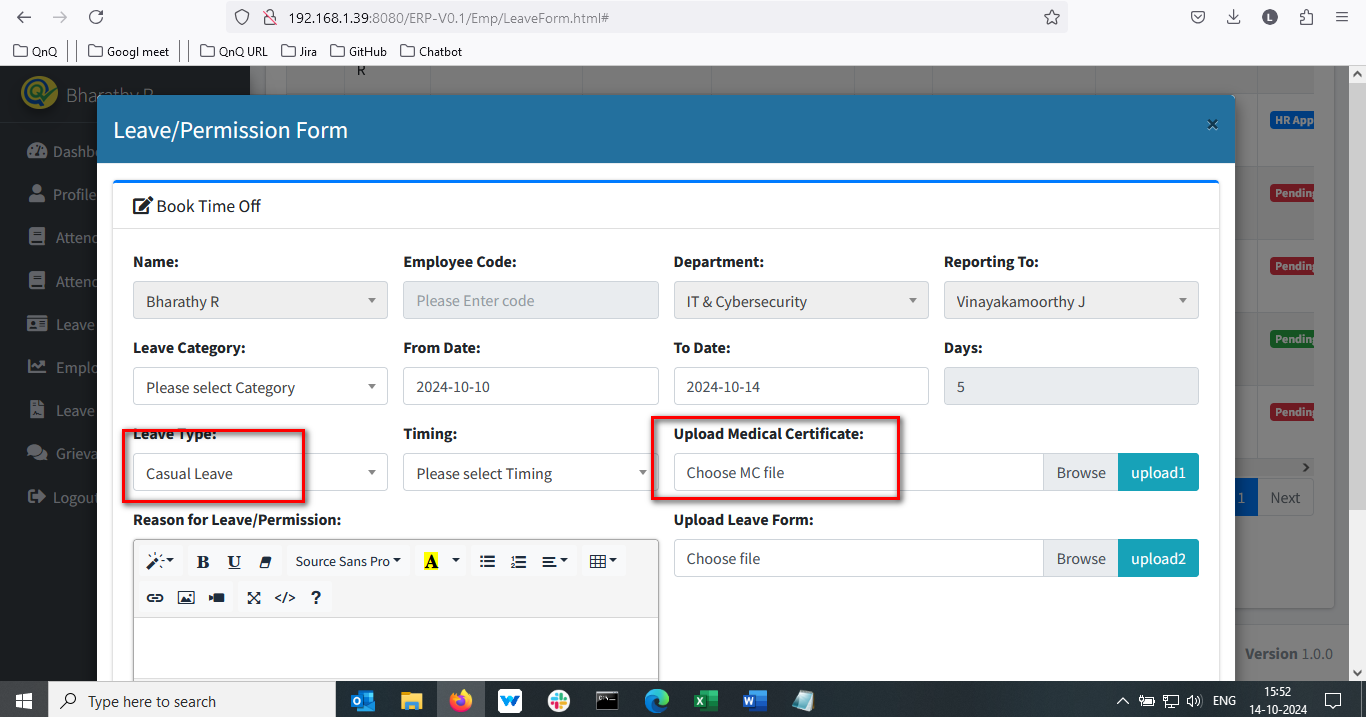 192.168.1.39:8080/ERP-V0.1/Emp/LeaveForm.html#
L
QnQ
Googl meet
QnQ URL
Jira
GitHub
Chatbot
R
Bharathy R
Leave/Permission Form
×
HR App
Dashb
Profile
Pendin
Book Time Off
Attend
Name:
Employee Code:
Department:
Reporting To:
Attend
Pending
Bharathy R
Please Enter code
IT & Cybersecurity
Vinayakamoorthy J
Leave
Leave Category:
From Date:
To Date:
Days:
Pending
Emplo
Please select Category
2024-10-10
2024-10-14
5
Leave
Pending
Leave Type:
Timing:
Upload Medical Certificate:
Grieva
Casual Leave
Please select Timing
Choose MC file
Browse
upload1
Logout
1
Next
Reason for Leave/Permission:
Upload Leave Form:
B
U
Source Sans Pro
A
Choose file
Browse
upload2
</>
?
Version 1.0.0
Type here to search
ENG
15:52
14-10-2024